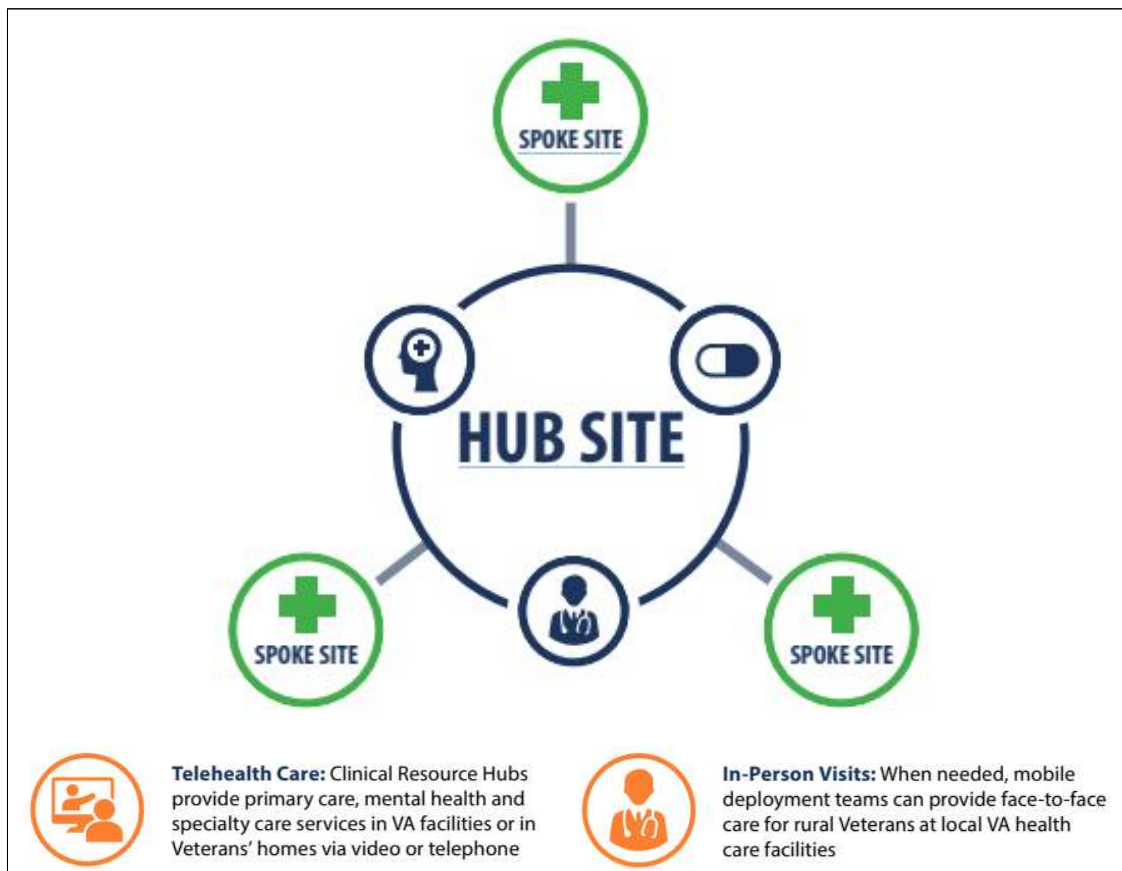 SPOKE SITE
HUB SITE
SPOKE SITE
SPOKE SITE
Telehealth Care: Clinical Resource Hubs
provide primary care, mental health and
specialty care services in VA facilities or in
Veterans’ homes via video or telephone
In-Person Visits: When needed, mobile
deployment teams can provide face-to-face
care for rural Veterans at local VA health
care facilities